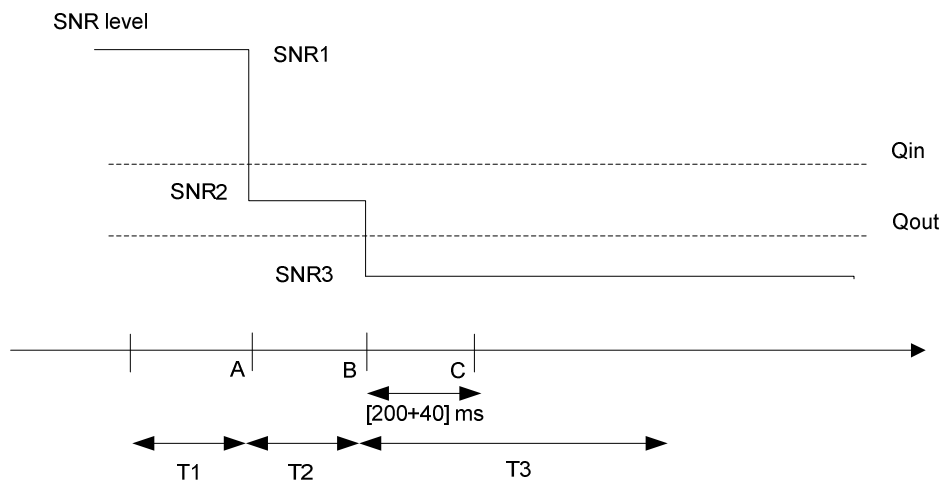 SNR level
SNR1
Qin
SNR2
Qout
SNR3
A
B
C
[200+40] ms
T1
T2
T3